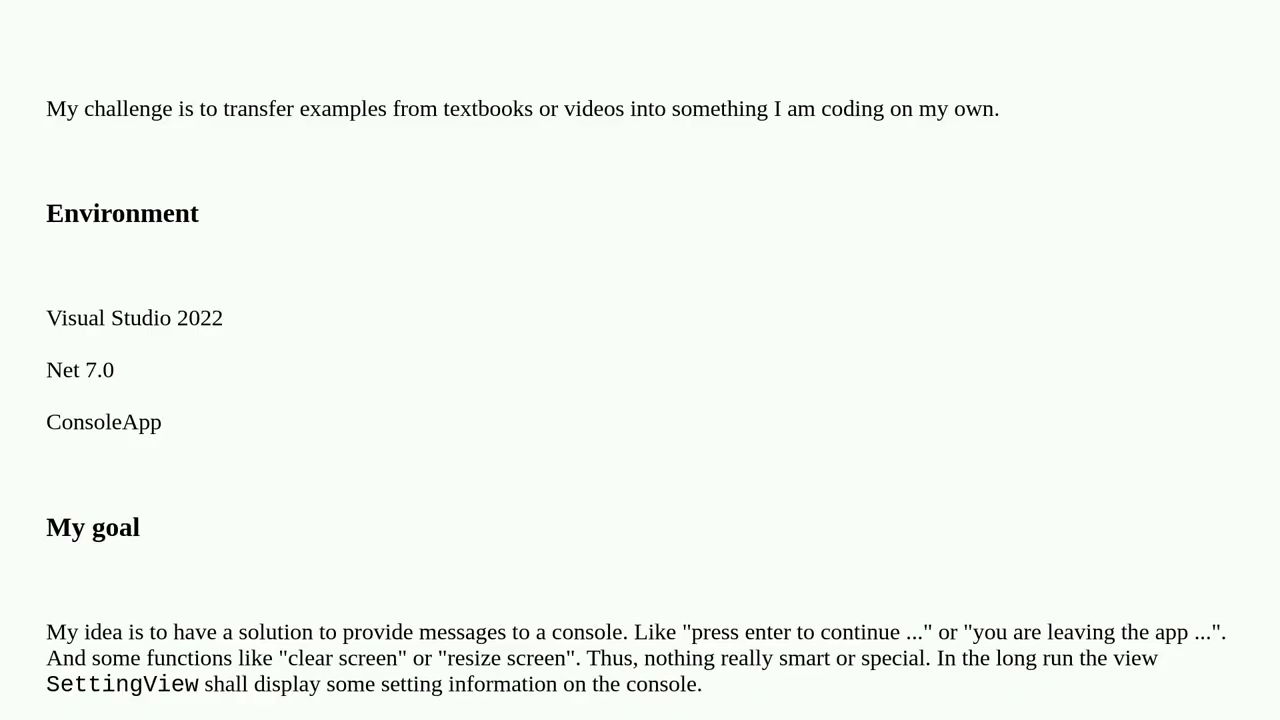 My challenge is to transfer examples from textbooks or videos into something I am coding on my own.
Environment
Visual Studio 2022
Net 7.0
ConsoleApp
My goal
My idea is to have a solution to provide messages to a console. Like "press enter to continue ..." or "you are leaving the app ...".
And some functions like "clear screen" or "resize screen". Thus, nothing really smart or special. In the long run the view
SettingView shall display some setting information on the console.